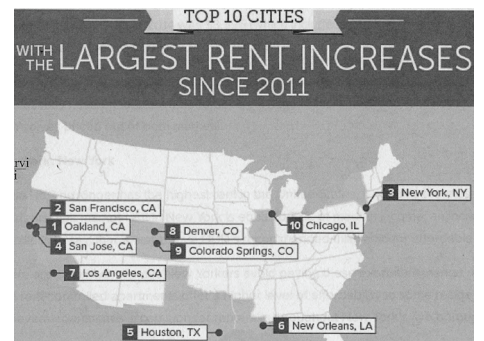 TOP 10 CITIES
WITH THE LARGEST RENT INCREASES
SINCE 2011
rvi
i
3 New York, NY
2 San Francisco, CA
1 Oakland, CA
10 Chicago, IL
8 Denver, CO
4 San Jose, CA
9 Colorado Springs, CO
7 Los Angeles, CA
6 New Orleans, LA
5 Houston, TX